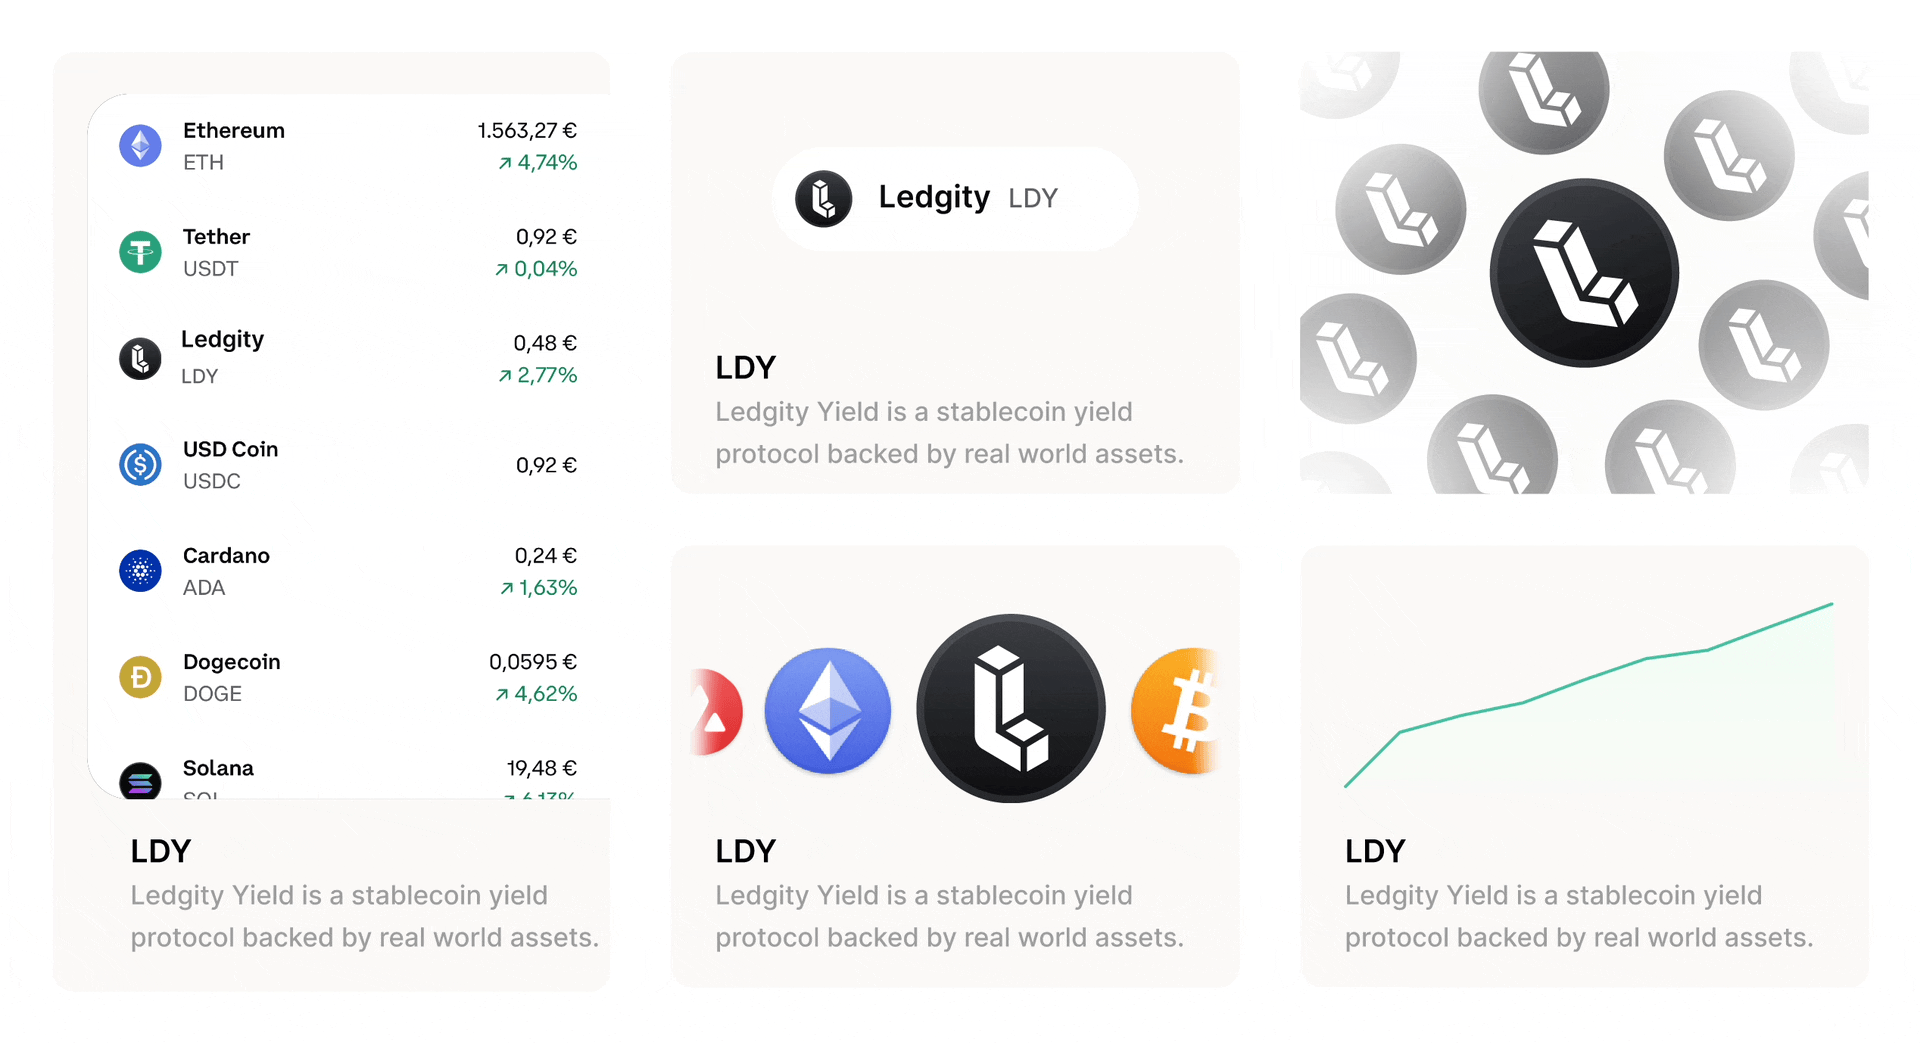 Ethereum 1.563,27 €
ETH ↗ 4,74%
Tether 0,92 €
USDT ↗ 0,04%
Ledgity 0,48 €
LDY ↗ 2,77%
USD Coin 0,92 €
USDC
Cardano 0,24 €
ADA ↗ 1,63%
Dogecoin 0,0595 €
DOGE ↗ 4,62%
Solana 19,48 €
SOL ↗ 6,13%
LDY
Ledgity Yield is a stablecoin yield
protocol backed by real world assets.
Ledgity LDY
LDY
Ledgity Yield is a stablecoin yield
protocol backed by real world assets.
LDY
Ledgity Yield is a stablecoin yield
protocol backed by real world assets.
LDY
Ledgity Yield is a stablecoin yield
protocol backed by real world assets.